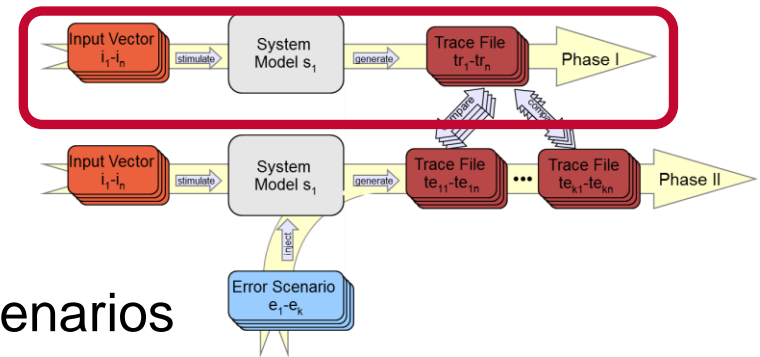 Input Vector
i1-in
stimulate
System
Model s1
generate
Trace File
tr1-trn
Phase I
compare
compare
Input Vector
i1-in
stimulate
System
Model s1
generate
Trace File
te11-te1n
•••
Trace File
tek1-tekn
Phase II
inject
Error Scenario
e1-ek
enarios